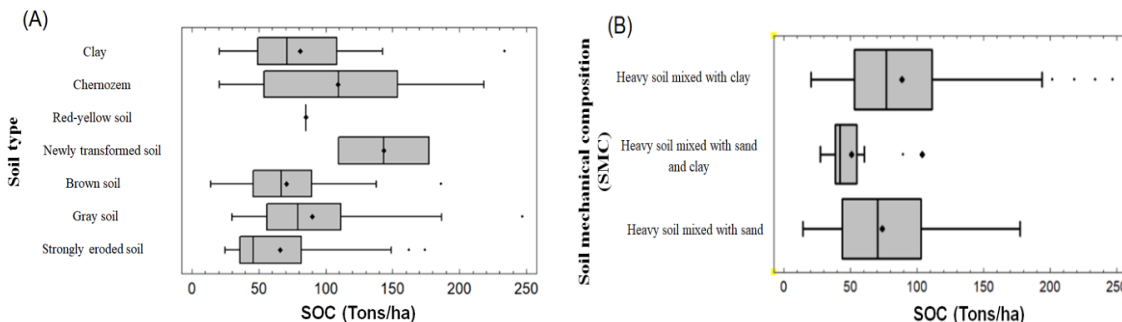 (A)
Soil type
Clay
Chernozem
Red-yellow soil
Newly transformed soil
Brown soil
Gray soil
Strongly eroded soil
0 50 100 150 200 250
SOC (Tons/ha)
(B)
Soil mechanical composition
(SMC)
Heavy soil mixed with clay
Heavy soil mixed with sand
and clay
Heavy soil mixed with sand
0 50 100 150 200 250
SOC (Tons/ha)